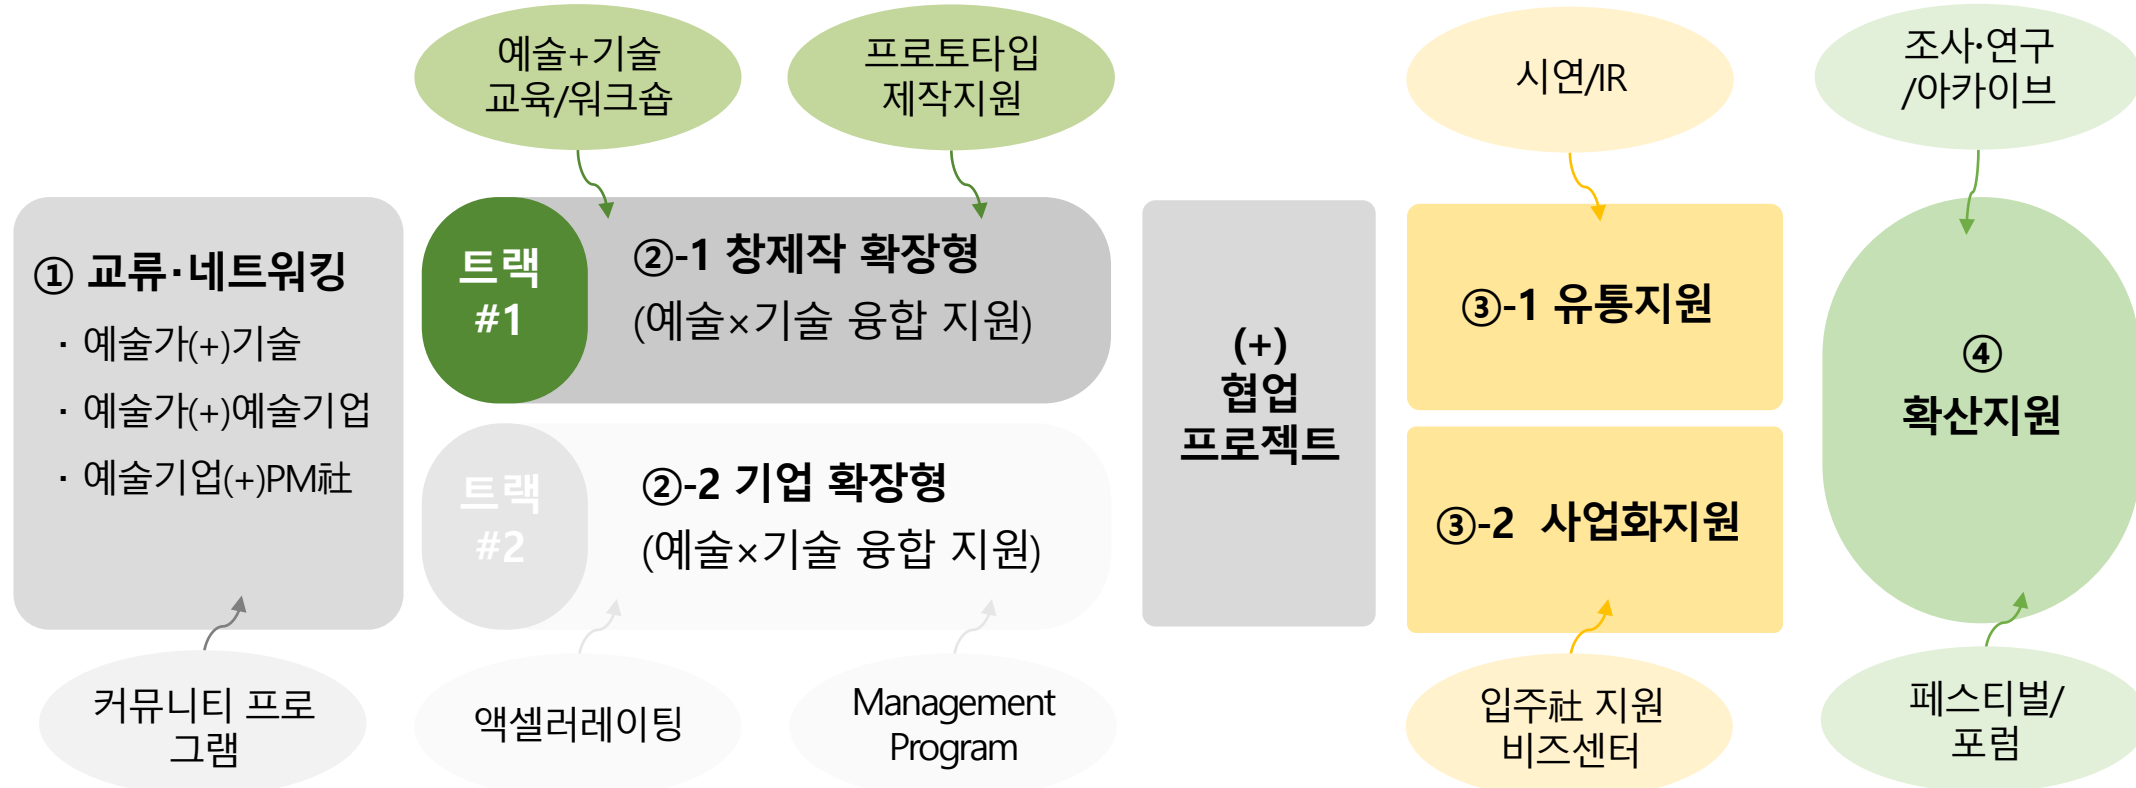 예술+기술
교육/워크숍
프로토타입
제작지원
시연/IR
조사·연구
/아카이브
① 교류·네트워킹
· 예술가(+)기술
· 예술가(+)예술기업
· 예술기업(+)PM社
트랙
#1
②-1 창제작 확장형
(예술×기술 융합 지원)
트랙
#2
②-2 기업 확장형
(예술×기술 융합 지원)
(+)
협업
프로젝트
③-1 유통지원
③-2 사업화지원
④
확산지원
커뮤니티 프로
그램
액셀러레이팅
Management
Program
입주社 지원
비즈센터
페스티벌/
포럼